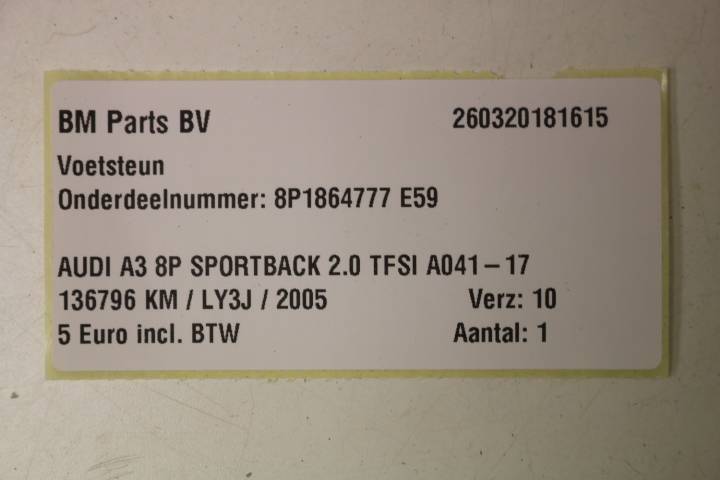 BM Parts BV 260320181615
Voetsteun
Onderdeelnummer: 8P1864777 E59
AUDI A3 8P SPORTBACK 2.0 TFSI A041-17
136796 KM / LY3J / 2005 Verz: 10
5 Euro incl. BTW Aantal: 1